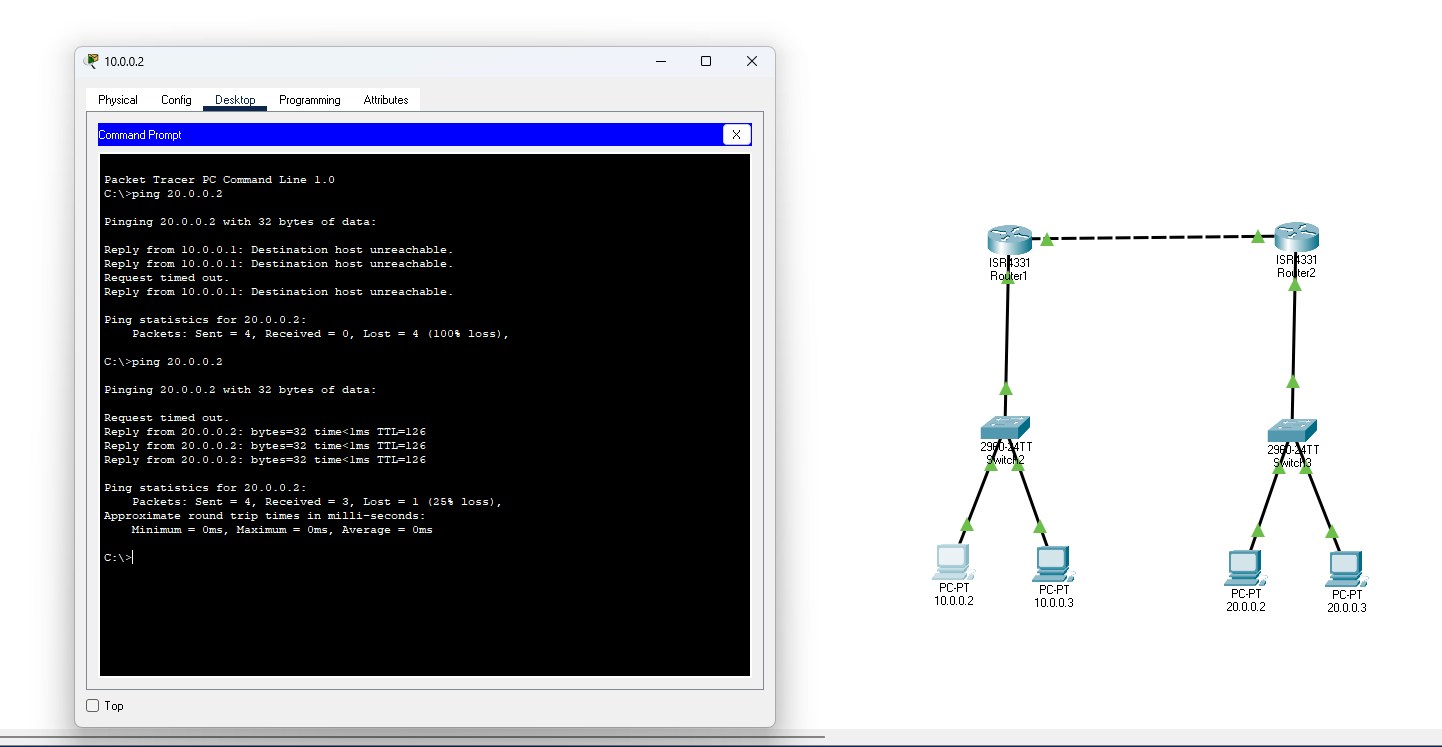 10.0.0.2
Physical Config Desktop Programming Attributes
Command Prompt
X
Packet Tracer PC Command Line 1.0
C:\>ping 20.0.0.2
Pinging 20.0.0.2 with 32 bytes of data:
Reply from 10.0.0.1: Destination host unreachable.
Reply from 10.0.0.1: Destination host unreachable.
Request timed out.
Reply from 10.0.0.1: Destination host unreachable.
Ping statistics for 20.0.0.2:
Packets: Sent = 4, Received = 0, Lost = 4 (100% loss),
C:\>ping 20.0.0.2
Pinging 20.0.0.2 with 32 bytes of data:
Request timed out.
Reply from 20.0.0.2: bytes=32 time<1ms TTL=126
Reply from 20.0.0.2: bytes=32 time<1ms TTL=126
Reply from 20.0.0.2: bytes=32 time<1ms TTL=126
Ping statistics for 20.0.0.2:
Packets: Sent = 4, Received = 3, Lost = 1 (25% loss),
Approximate round trip times in milli-seconds:
Minimum = 0ms, Maximum = 0ms, Average = 0ms
C:\>
Top
ISR4331
Router1
ISR4331
Router2
2960-24TT
Switch2
2960-24TT
Switch3
PC-PT
10.0.0.2
PC-PT
10.0.0.3
PC-PT
20.0.0.2
PC-PT
20.0.0.3